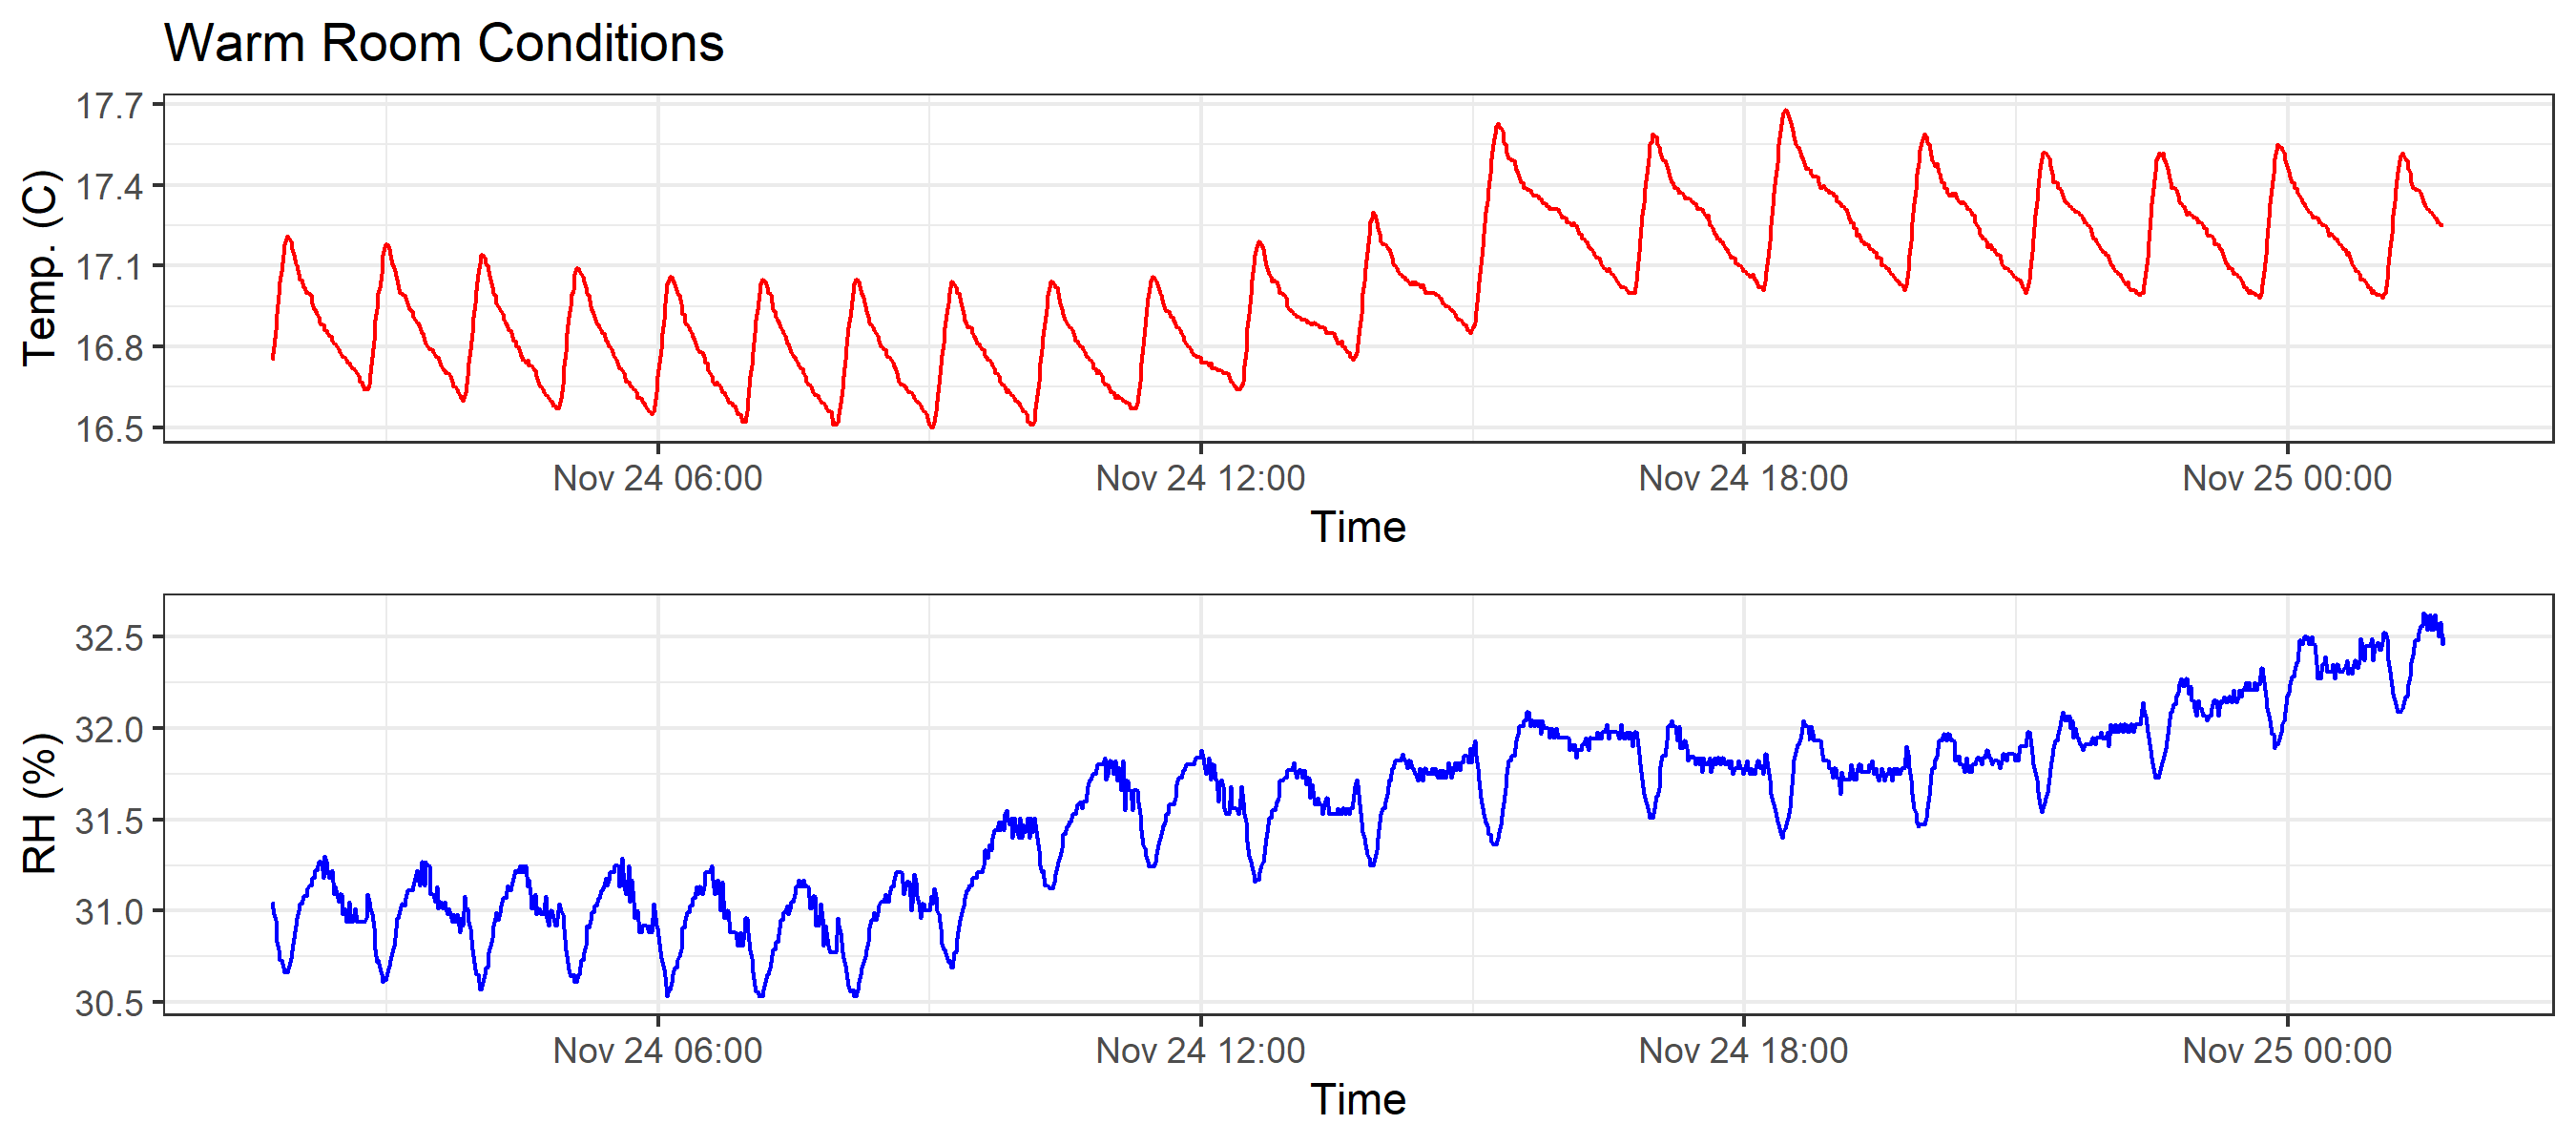 Warm Room Conditions
Temp. (C)
17.7
17.4
17.1
16.8
16.5
Nov 24 06:00 Nov 24 12:00 Nov 24 18:00 Nov 25 00:00
Time
RH (%)
32.5
32.0
31.5
31.0
30.5
Nov 24 06:00 Nov 24 12:00 Nov 24 18:00 Nov 25 00:00
Time